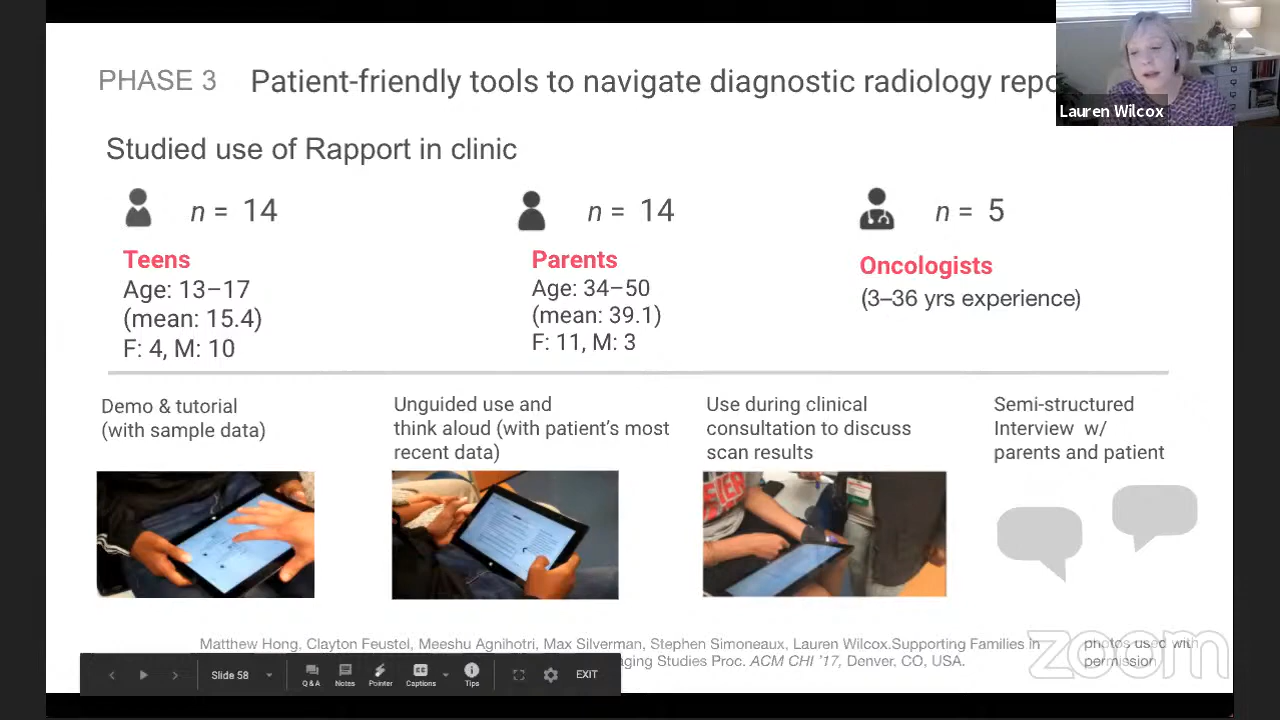 PHASE 3 Patient-friendly tools to navigate diagnostic radiology repo
Lauren Wilcox
Studied use of Rapport in clinic
n = 14
n = 14
n = 5
Teens
Age: 13–17
(mean: 15.4)
F: 4, M: 10
Parents
Age: 34–50
(mean: 39.1)
F: 11, M: 3
Oncologists
(3–36 yrs experience)
Demo & tutorial
(with sample data)
Unguided use and
think aloud (with patient's most
recent data)
Use during clinical
consultation to discuss
scan results
Semi-structured
Interview w/
parents and patient
Matthew Hong, Clayton Feustel, Meeshu Agnihotri, Max Silverman, Stephen Simoneaux, Lauren Wilcox.Supporting Families in
aging Studies Proc. ACM CHI '17, Denver, CO, USA.
photos used with
permission
zoom
Slide 58
Q&A
Notes
Pointer
Captions
Tips
EXIT